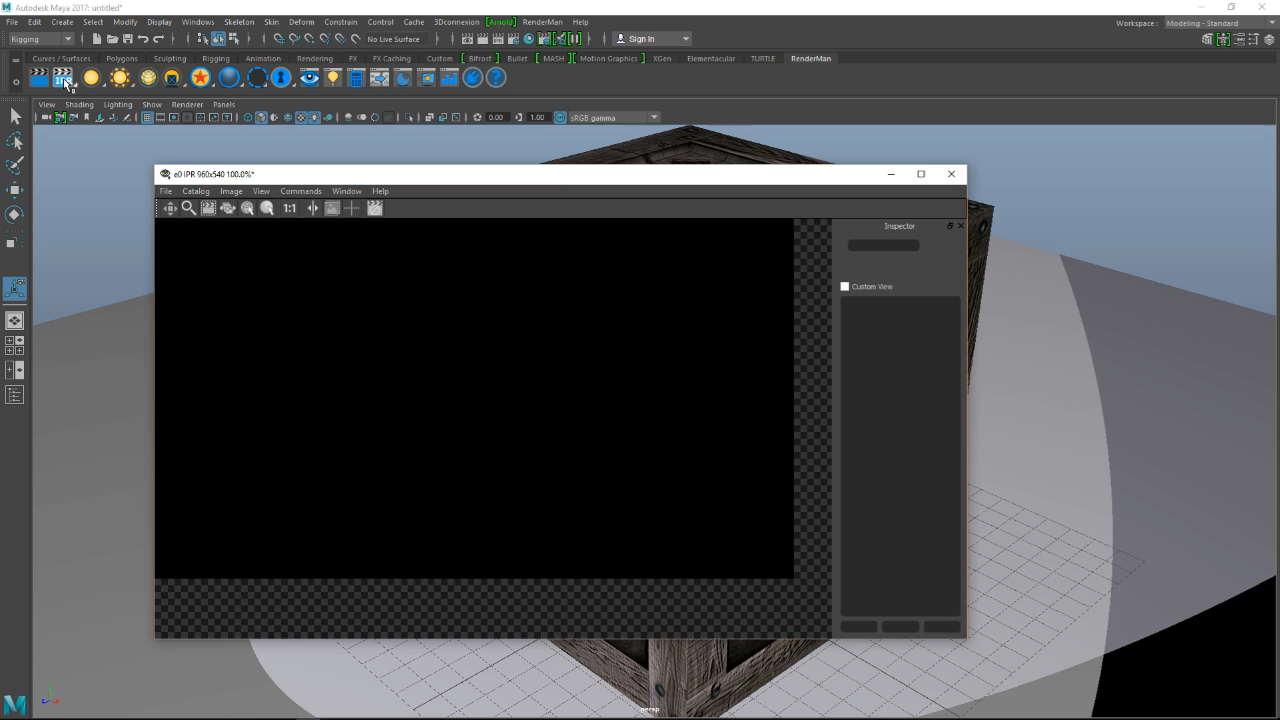 Autodesk Maya 2017: untitled*
File Edit Create Select Modify Display Windows Skeleton Skin Deform Constrain Control Cache 3Dconnexion [Arnold] RenderMan Help
Workspace : Modeling - Standard
Rigging No Live Surface Sign In
Curves / Surfaces Polygons Sculpting Rigging Animation Rendering FX FX Caching Custom [ Bifrost ] Bullet [ MASH ] [ Motion Graphics ] XGen Elementacular TURTLE RenderMan
IPR
View Shading Lighting Show Renderer Panels
0.00 1.00 sRGB gamma
e0 IPR 960x540 100.0%*
File Catalog Image View Commands Window Help
1:1
Inspector
Custom View
persp